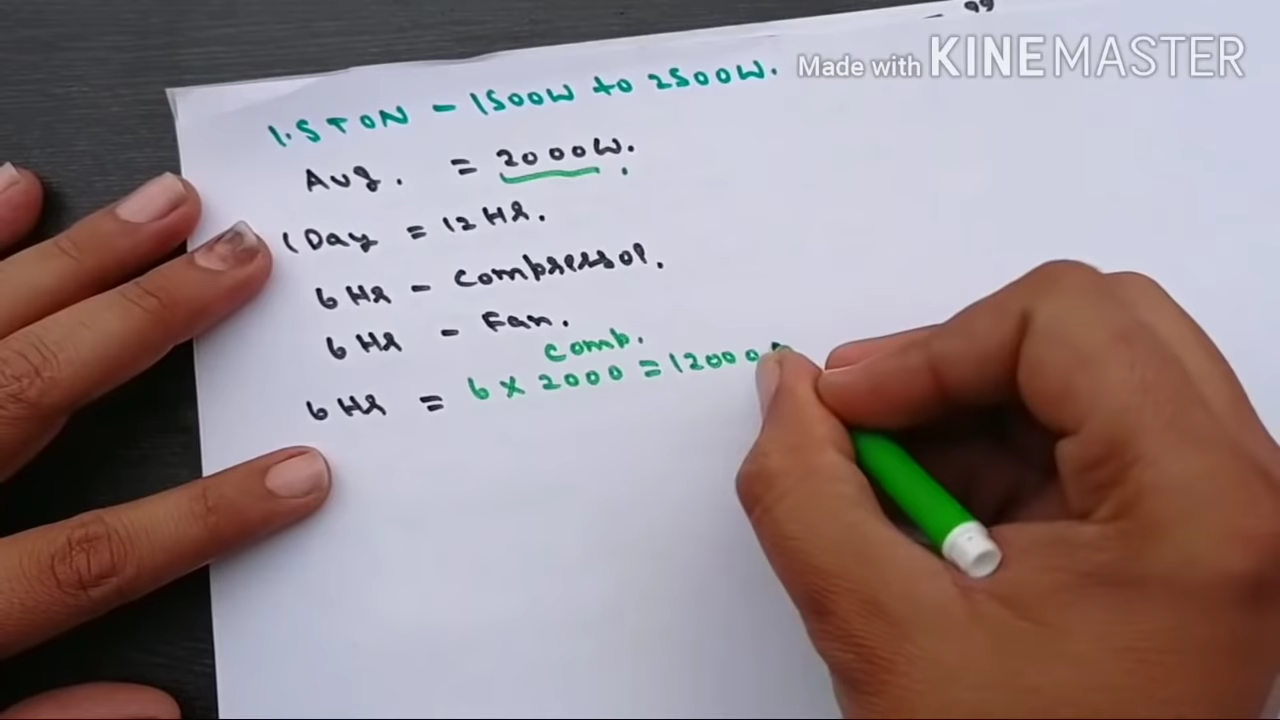 Made with KINEMASTER
1.5 TON - 1500W to 2500W.
Avg. = 2000W.
1 Day = 12 Hr.
6 Hr - Compressor.
6 Hr - Fan.
Comp.
6 Hr = 6 x 2000 = 12000